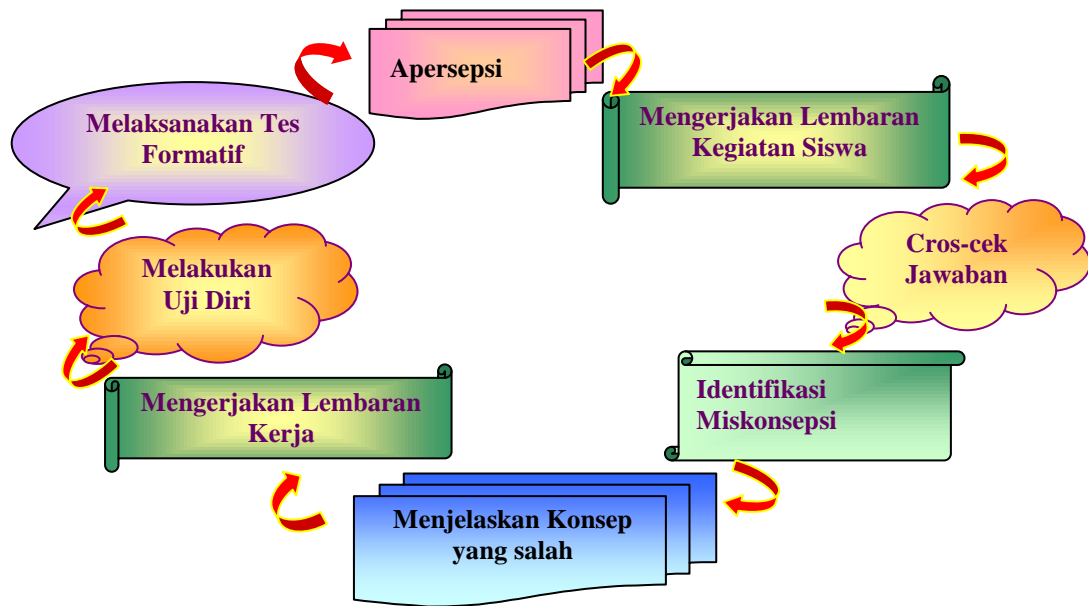 Apersepsi
Mengerjakan Lembaran
Kegiatan Siswa
Cros-cek
Jawaban
Identifikasi
Miskonsepsi
Menjelaskan Konsep
yang salah
Mengerjakan Lembaran
Kerja
Melakukan
Uji Diri
Melaksanakan Tes
Formatif